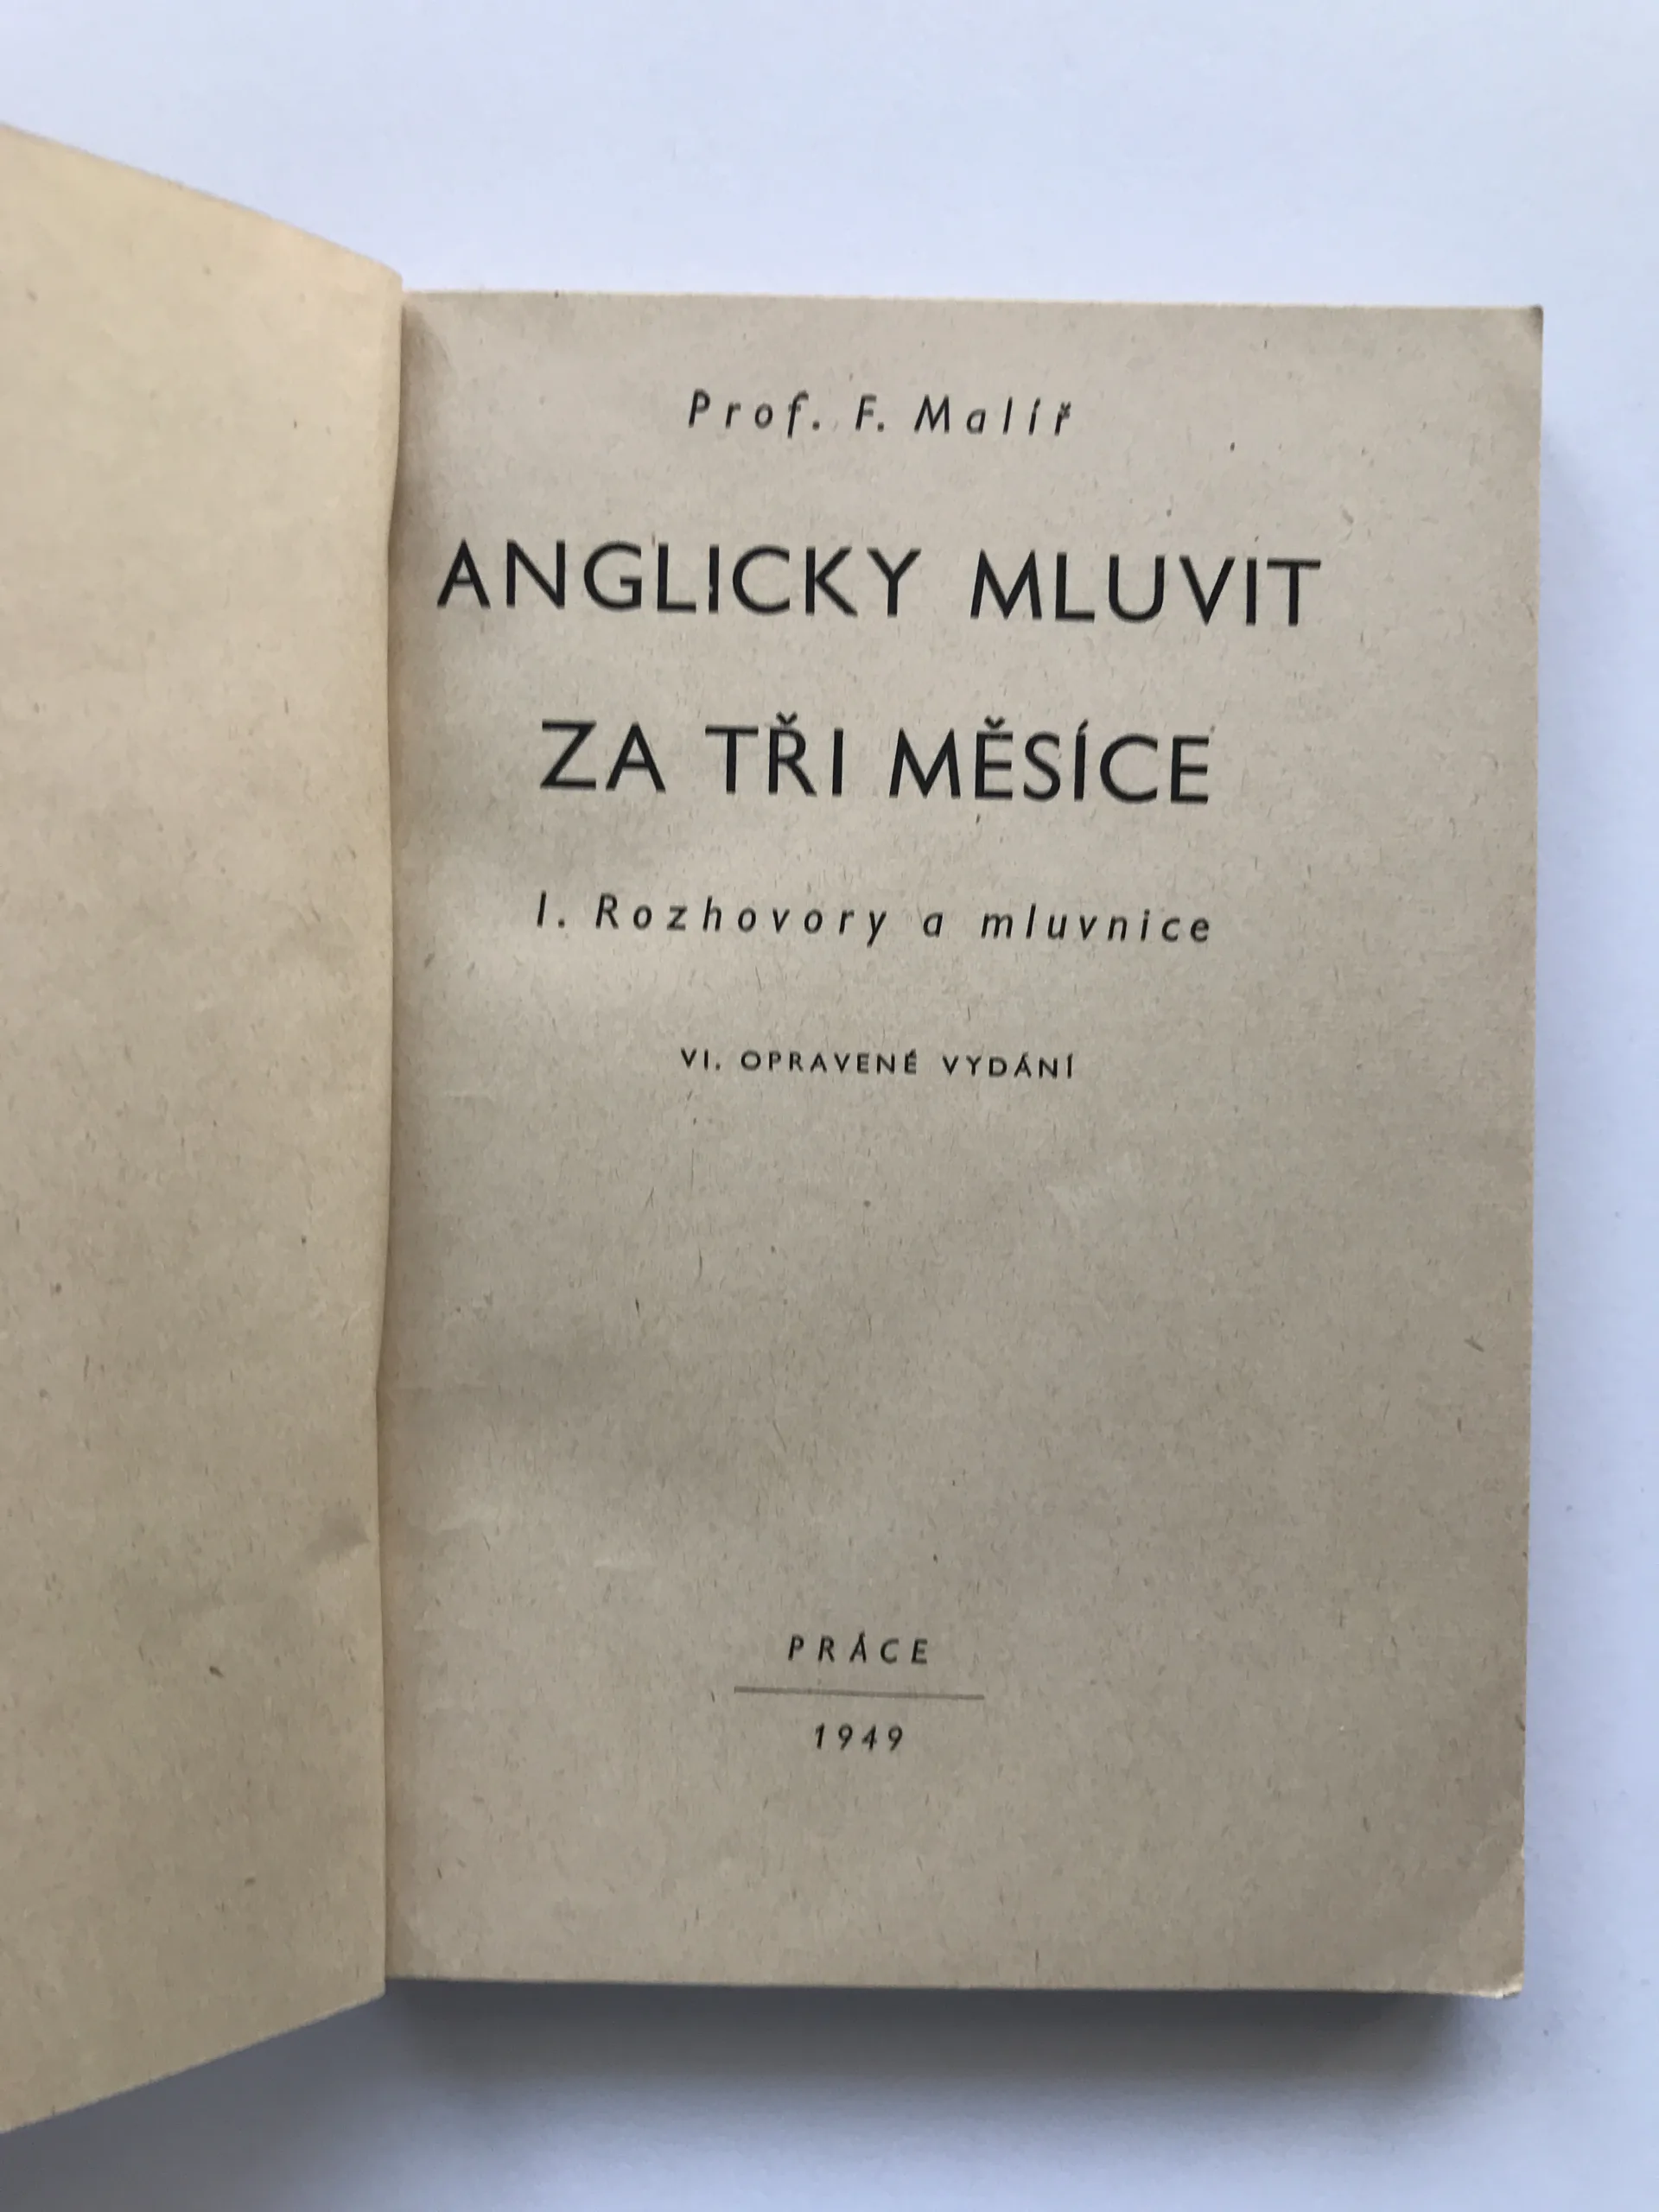 Prof. F. Malíř
ANGLICKY MLUVIT
ZA TŘI MĚSÍCE
I. Rozhovory a mluvnice
VI. OPRAVENÉ VYDÁNÍ
PRÁCE
1949